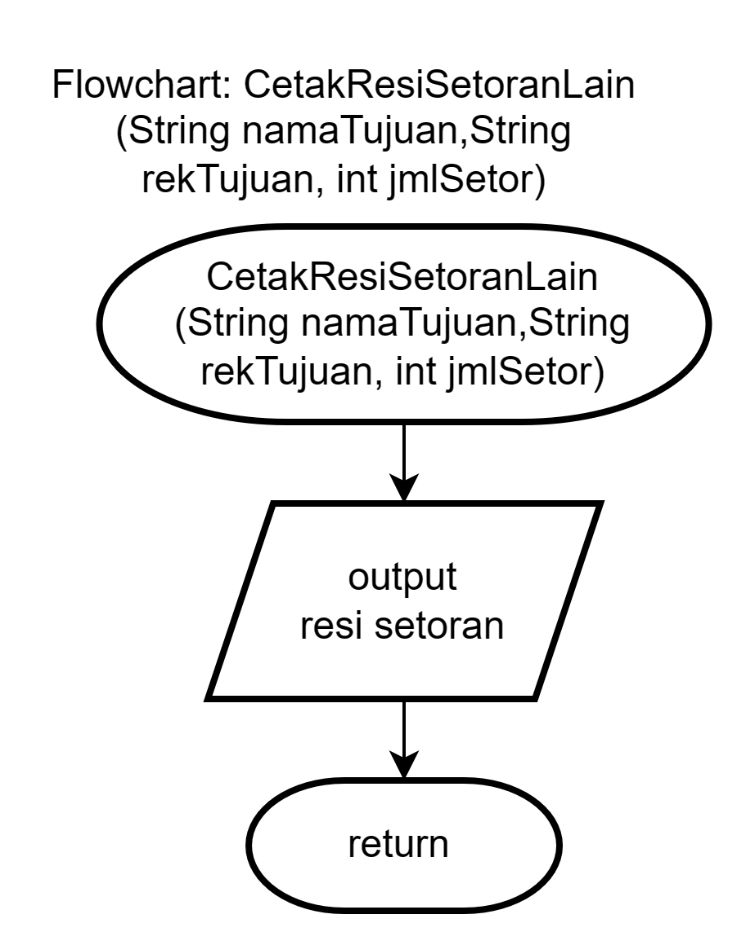 Flowchart: CetakResiSetoranLain
(String namaTujuan,String
rekTujuan, int jmlSetor)
CetakResiSetoranLain
(String namaTujuan,String
rekTujuan, int jmlSetor)
output
resi setoran
return